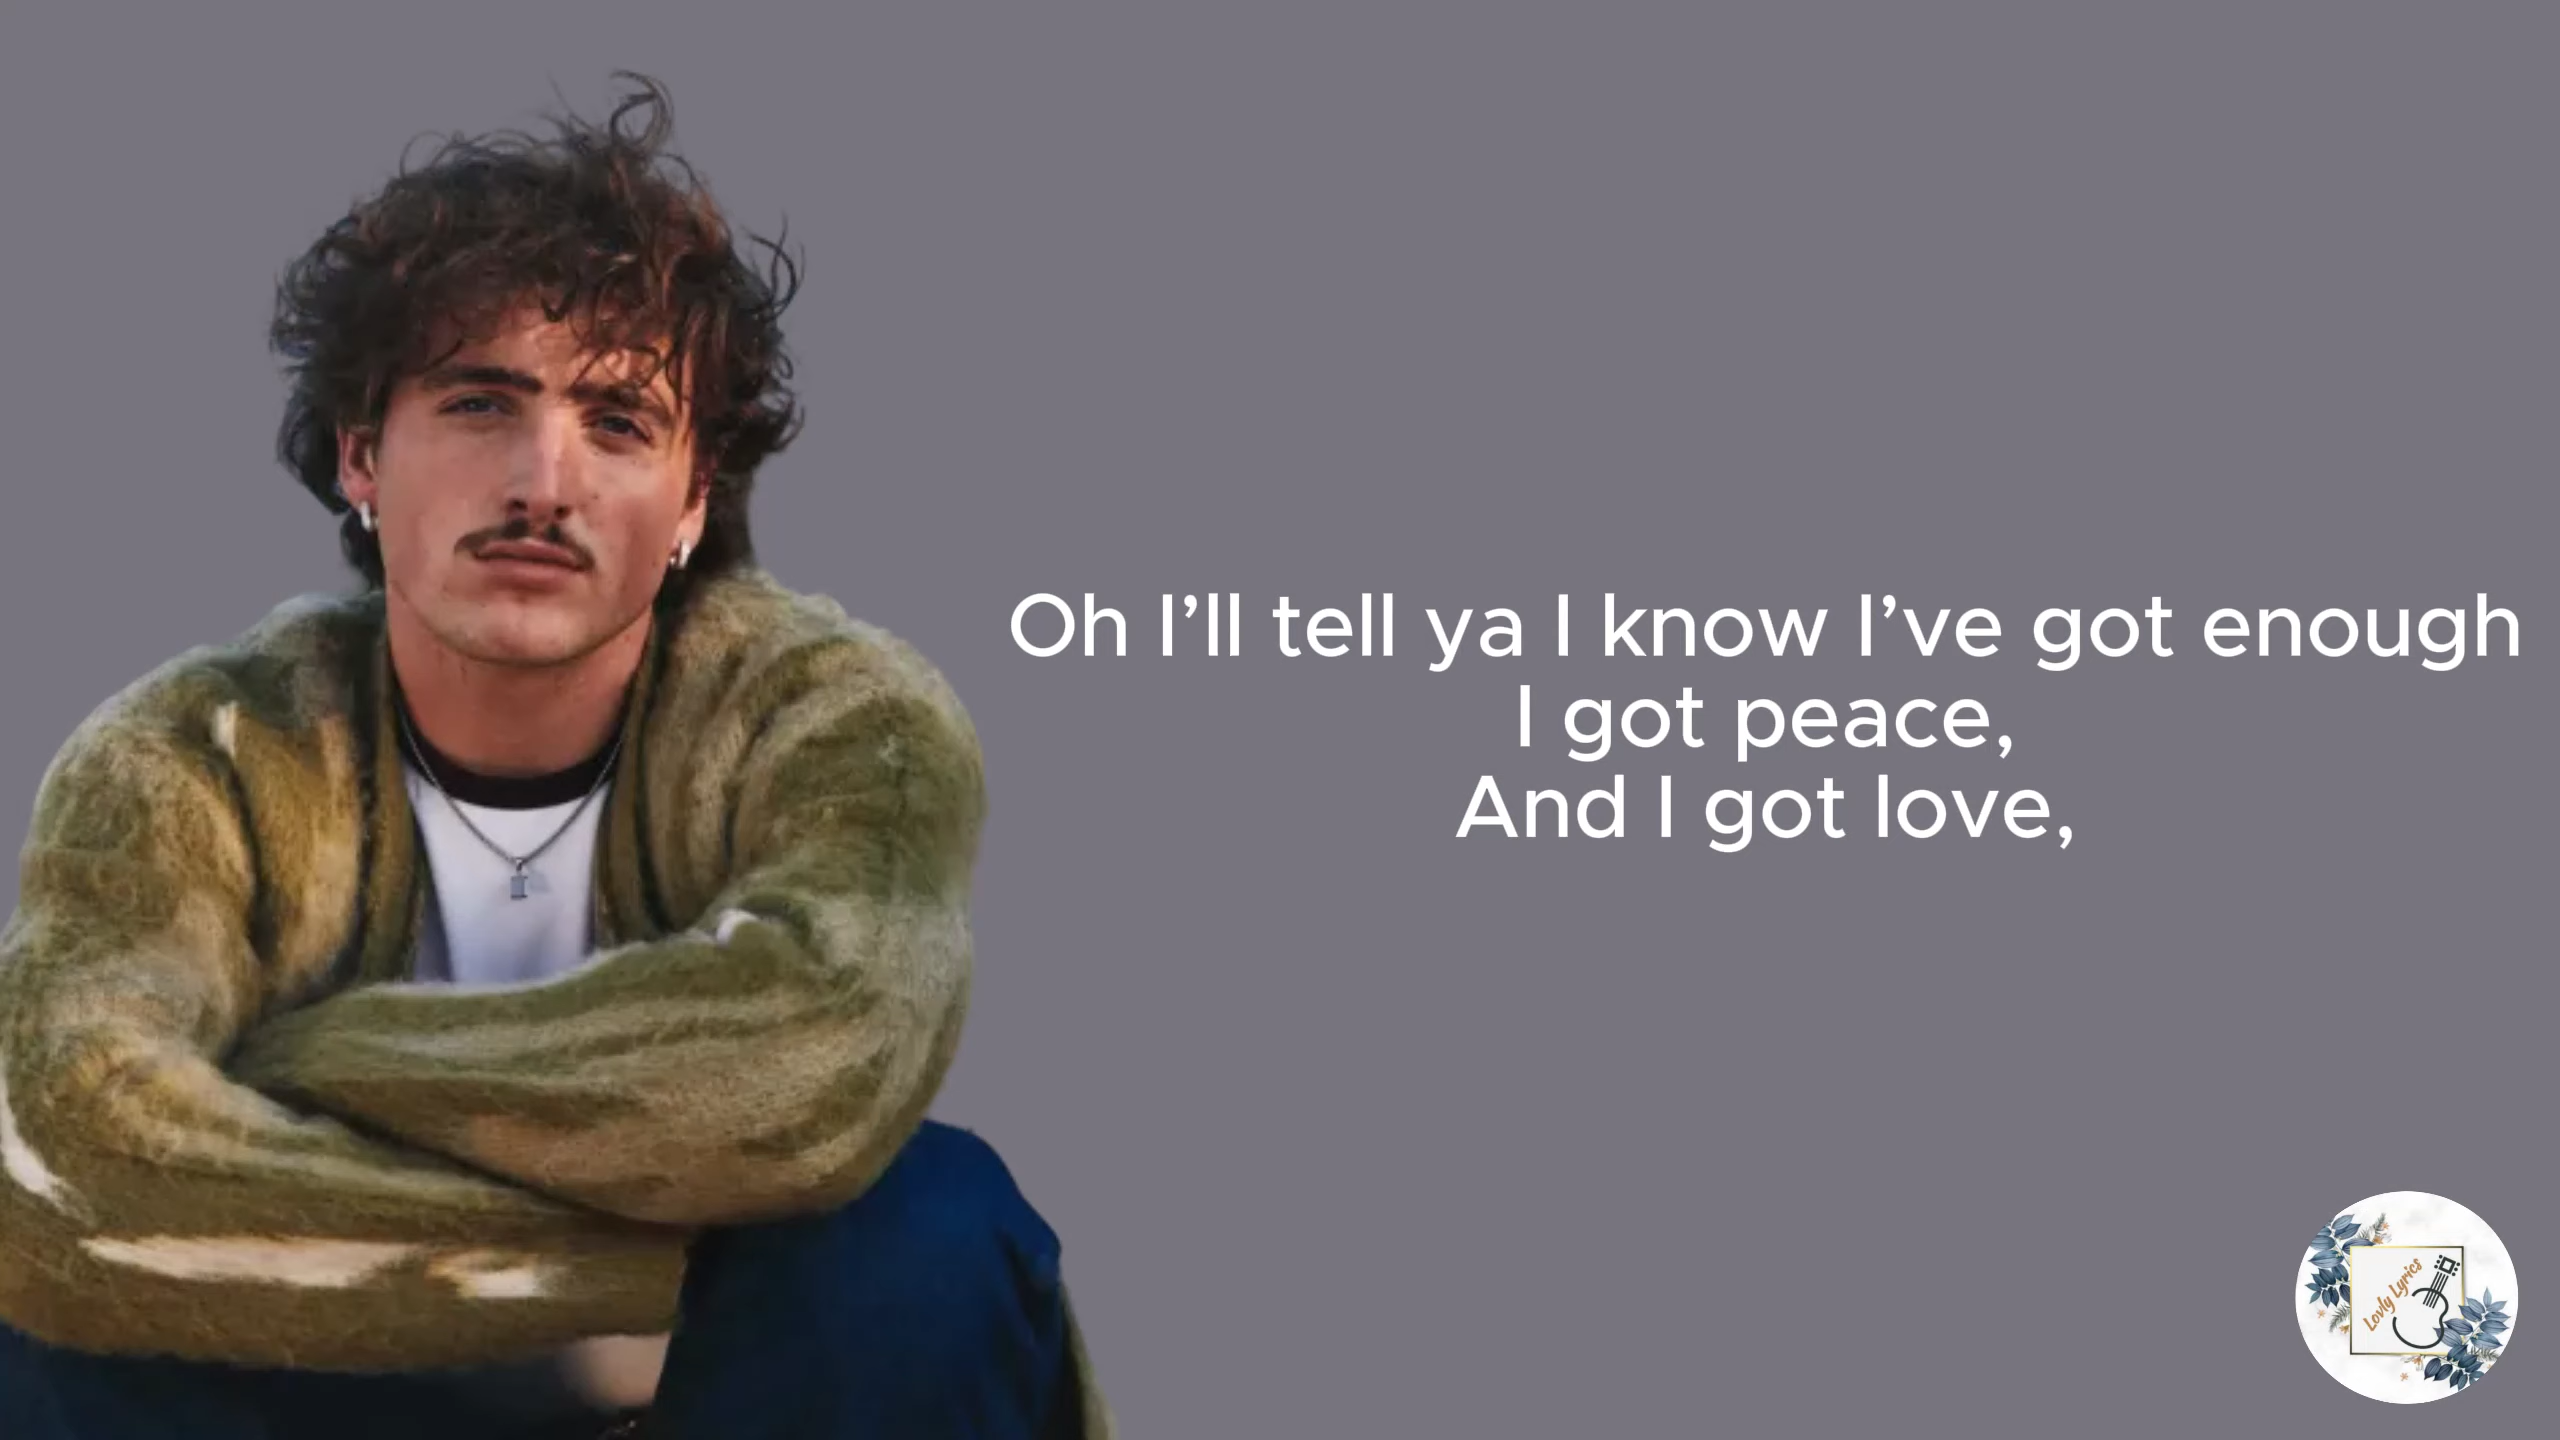 Oh I’ll tell ya I know I’ve got enough
I got peace,
And I got love,
Lovly Lyrics